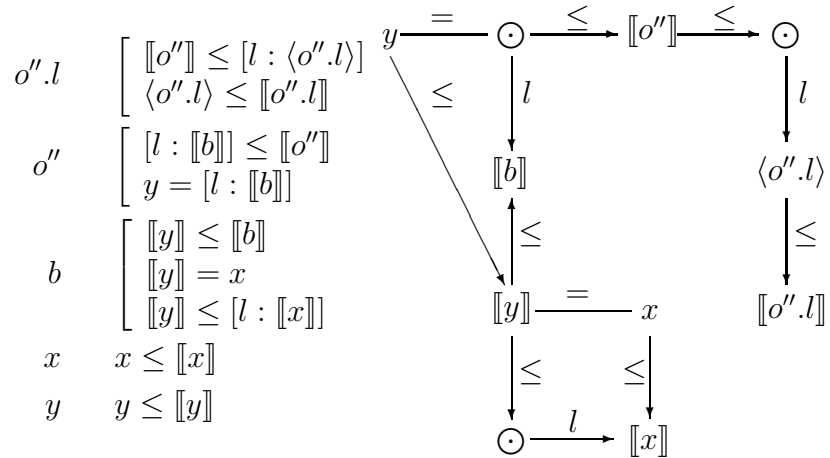 o″.l ⟦o″⟧ ≤ [l : ⟨o″.l⟩]
⟨o″.l⟩ ≤ ⟦o″.l⟧
o″ [l : ⟦b⟧] ≤ ⟦o″⟧
y = [l : ⟦b⟧]
b ⟦y⟧ ≤ ⟦b⟧
⟦y⟧ = x
⟦y⟧ ≤ [l : ⟦x⟧]
x x ≤ ⟦x⟧
y y ≤ ⟦y⟧
y = ⊙ ≤ ⟦o″⟧ ≤ ⊙
≤ l l
⟦b⟧ ⟨o″.l⟩
≤ ≤
⟦y⟧ = x ⟦o″.l⟧
≤ ≤
⊙ l ⟦x⟧